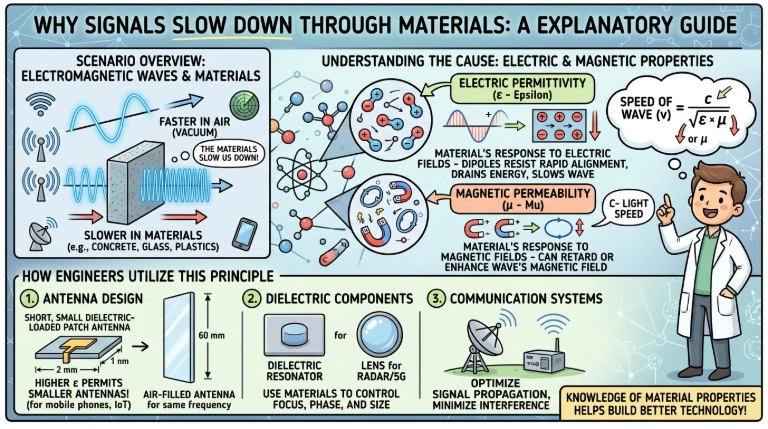 WHY SIGNALS SLOW DOWN THROUGH MATERIALS: A EXPLANATORY GUIDE
SCENARIO OVERVIEW:
ELECTROMAGNETIC WAVES & MATERIALS
FASTER IN AIR
(VACUUM)
THE MATERIALS
SLOW US DOWN!
SLOWER IN MATERIALS
(e.g., CONCRETE, GLASS, PLASTICS)
UNDERSTANDING THE CAUSE: ELECTRIC & MAGNETIC PROPERTIES
ELECTRIC PERMITTIVITY
(ε - Epsilon)
MATERIAL'S RESPONSE TO ELECTRIC
FIELDS - DIPOLES RESIST RAPID ALIGNMENT,
DRAINS ENERGY, SLOWS WAVE
MAGNETIC PERMEABILITY
(μ - Mu)
MATERIAL'S RESPONSE TO
MAGNETIC FIELDS - CAN RETARD OR
ENHANCE WAVE'S MAGNETIC FIELD
SPEED OF
WAVE (v) = c / √ε × μ
or μ
C- LIGHT
SPEED
HOW ENGINEERS UTILIZE THIS PRINCIPLE
1. ANTENNA DESIGN
SHORT, SMALL DIELECTRIC-
LOADED PATCH ANTENNA
2 mm
1 nm
HIGHER ε PERMITS
SMALLER ANTENNAS!
(for mobile phones, IoT)
60 mm
AIR-FILLED ANTENNA
for same frequency
2. DIELECTRIC COMPONENTS
DIELECTRIC
RESONATOR
for
LENS for
RADAR/5G
USE MATERIALS TO CONTROL
FOCUS, PHASE, AND SIZE
3. COMMUNICATION SYSTEMS
OPTIMIZE
SIGNAL PROPAGATION,
MINIMIZE INTERFERENCE
KNOWLEDGE OF MATERIAL PROPERTIES
HELPS BUILD BETTER TECHNOLOGY!